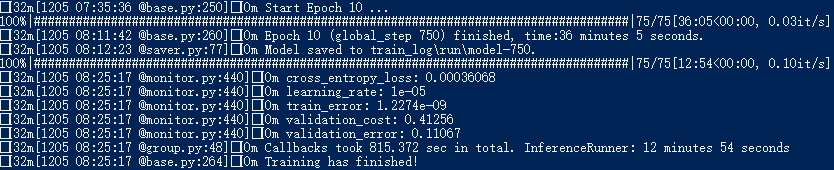 □[32m[1205 07:35:36 @base.py:250]□[0m Start Epoch 10 ...
100%|##########################################################################################|75/75[36:05<00:00, 0.03it/s]
□[32m[1205 08:11:42 @base.py:260]□[0m Epoch 10 (global_step 750) finished, time:36 minutes 5 seconds.
□[32m[1205 08:12:23 @saver.py:77]□[0m Model saved to train_log\run\model-750.
100%|##########################################################################################|75/75[12:54<00:00, 0.10it/s]
□[32m[1205 08:25:17 @monitor.py:440]□[0m cross_entropy_loss: 0.00036068
□[32m[1205 08:25:17 @monitor.py:440]□[0m learning_rate: 1e-05
□[32m[1205 08:25:17 @monitor.py:440]□[0m train_error: 1.2274e-09
□[32m[1205 08:25:17 @monitor.py:440]□[0m validation_cost: 0.41256
□[32m[1205 08:25:17 @monitor.py:440]□[0m validation_error: 0.11067
□[32m[1205 08:25:17 @group.py:48]□[0m Callbacks took 815.372 sec in total. InferenceRunner: 12 minutes 54 seconds
□[32m[1205 08:25:17 @base.py:264]□[0m Training has finished!